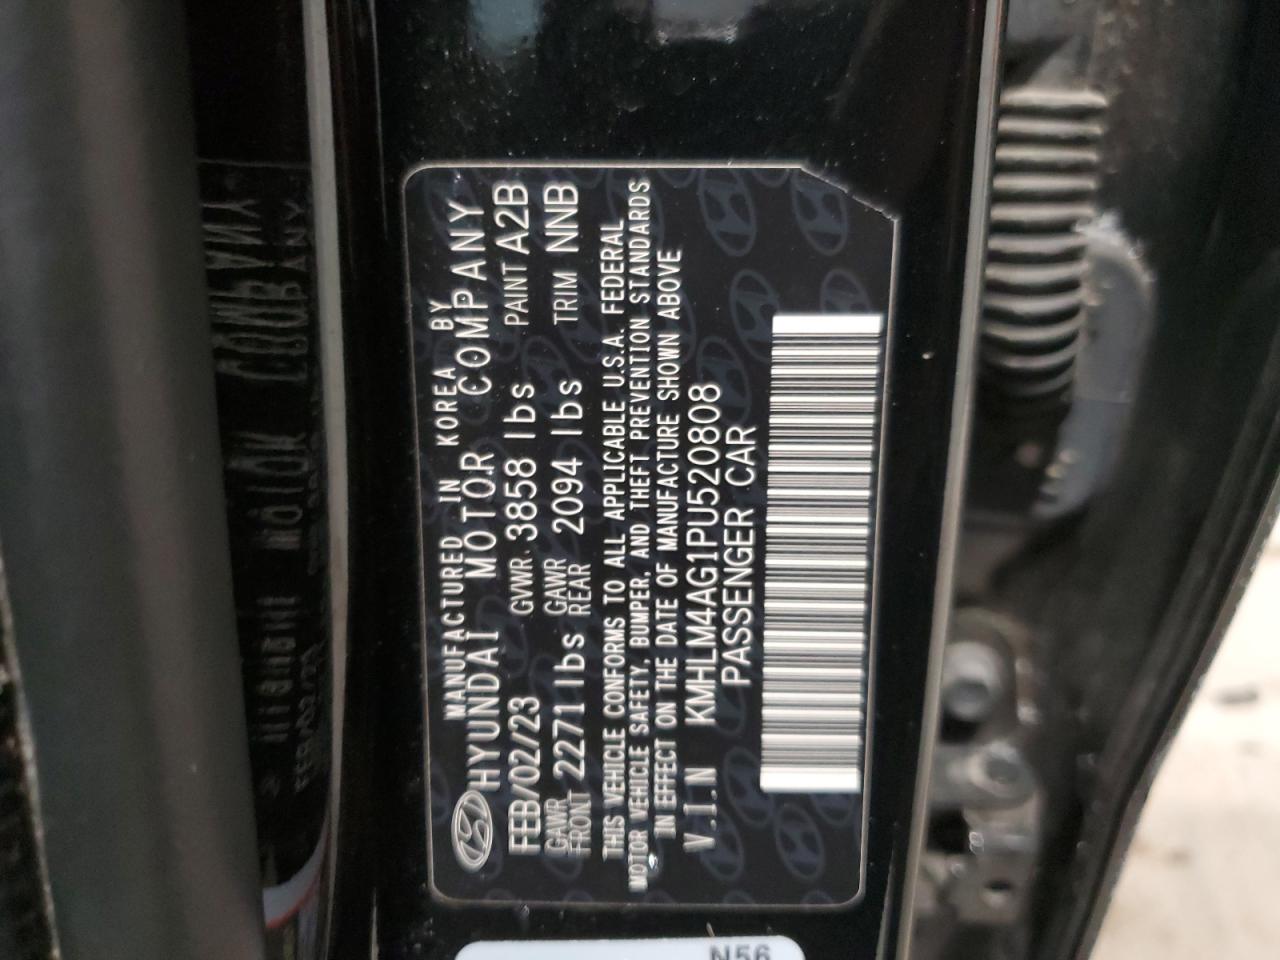 MANUFACTURED IN KOREA BY
HYUNDAI MOTOR COMPANY
FEB/02/23 GVWR 3858 lbs PAINT A2B
GAWR FRONT 2271 lbs GAWR REAR 2094 lbs TRIM NNB
THIS VEHICLE CONFORMS TO ALL APPLICABLE U.S.A. FEDERAL
MOTOR VEHICLE SAFETY, BUMPER, AND THEFT PREVENTION STANDARDS
IN EFFECT ON THE DATE OF MANUFACTURE SHOWN ABOVE
V.I.N KMHLM4AG1PU520808
PASSENGER CAR
N56